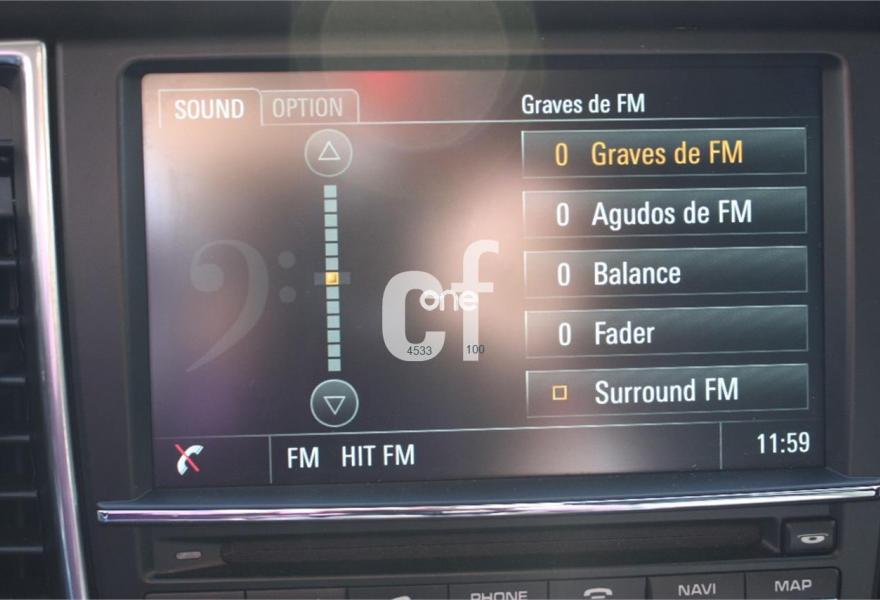 SOUND OPTION Graves de FM
0 Graves de FM
0 Agudos de FM
0 Balance
0 Fader
Surround FM
cf
one
4533 100
FM HIT FM 11:59
PHONE NAVI MAP